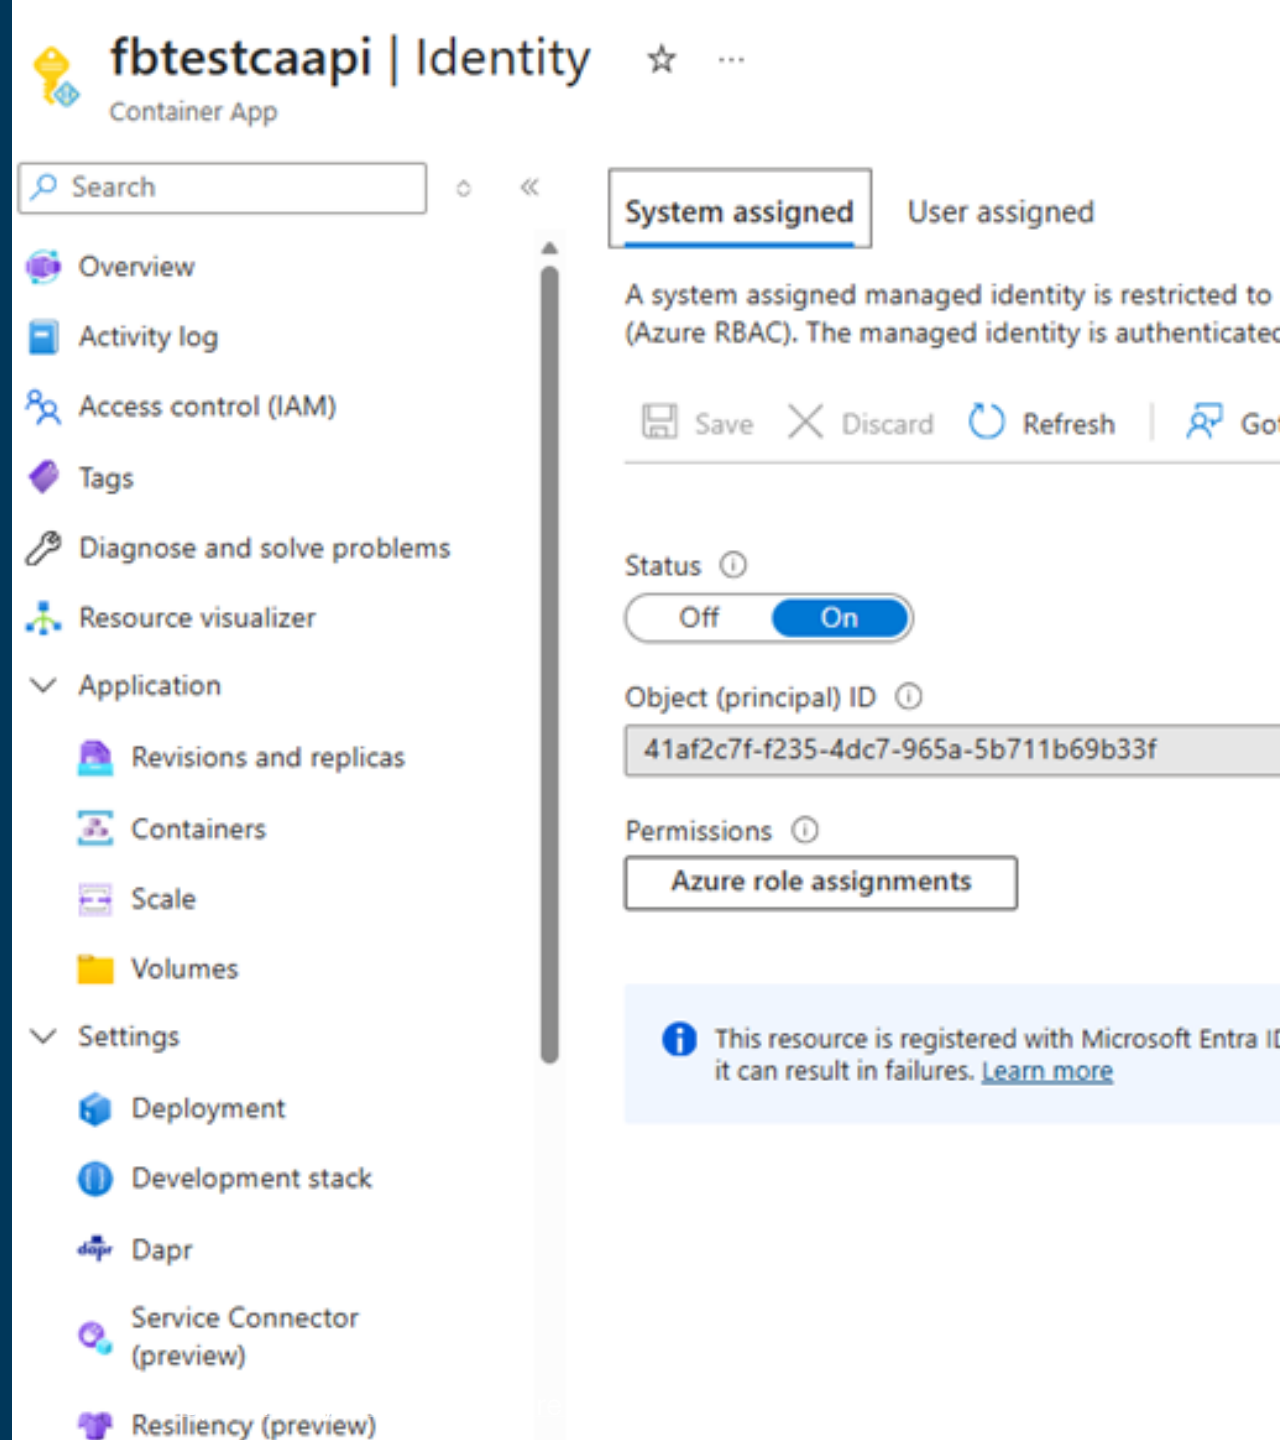 fbtestcaapi | Identity
Container App
Search
Overview
Activity log
Access control (IAM)
Tags
Diagnose and solve problems
Resource visualizer
Application
Revisions and replicas
Containers
Scale
Volumes
Settings
Deployment
Development stack
dapr Dapr
Service Connector
(preview)
Resiliency (preview)
System assigned User assigned
A system assigned managed identity is restricted to
(Azure RBAC). The managed identity is authenticated
Save Discard Refresh Got
Status
Off On
Object (principal) ID
41af2c7f-f235-4dc7-965a-5b711b69b33f
Permissions
Azure role assignments
This resource is registered with Microsoft Entra ID
it can result in failures. Learn more